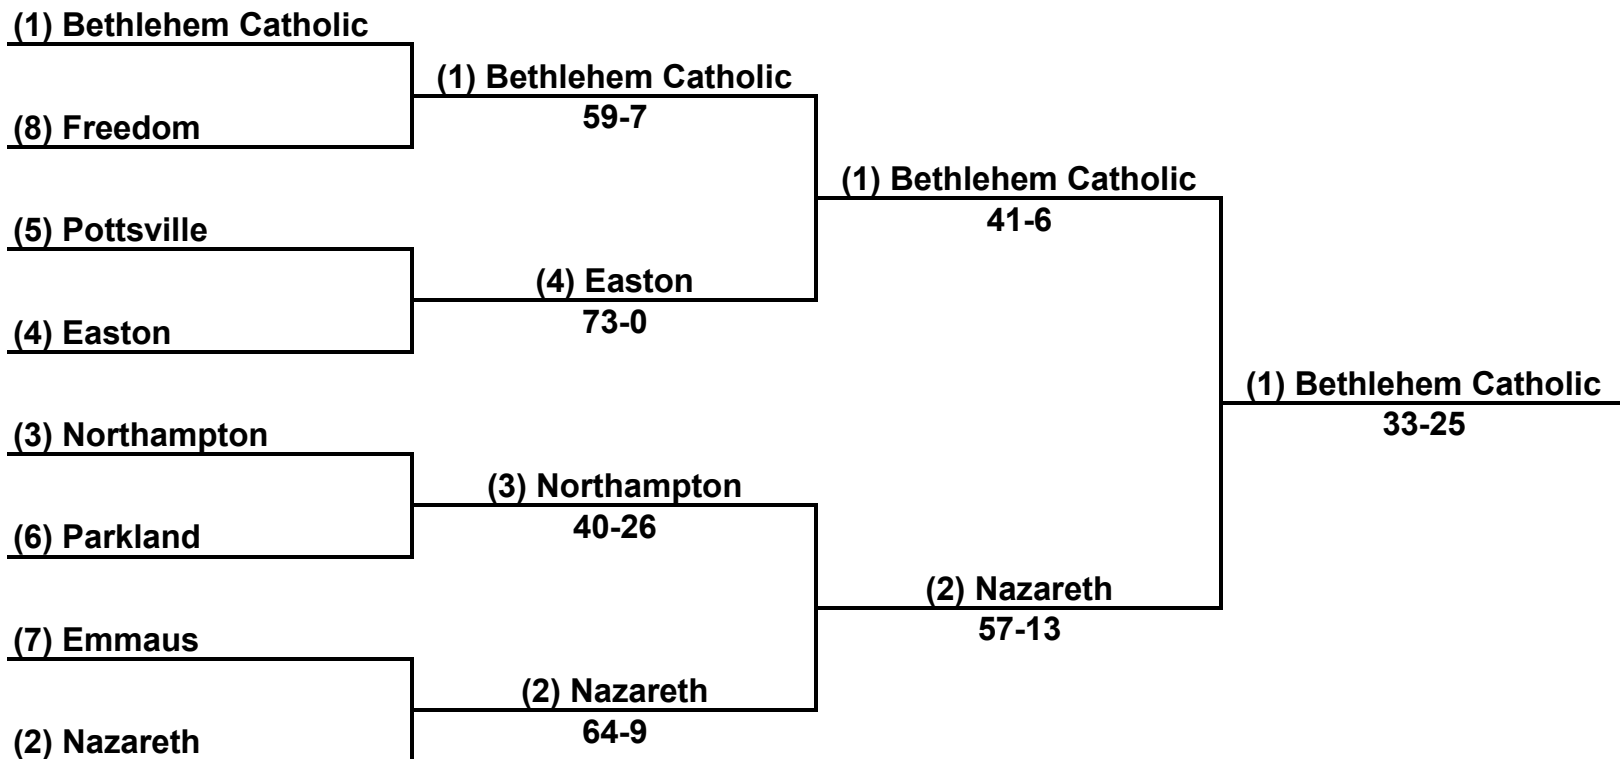 (1) Bethlehem Catholic
(8) Freedom
(5) Pottsville
(4) Easton
(3) Northampton
(6) Parkland
(7) Emmaus
(2) Nazareth
(1) Bethlehem Catholic
59-7
(4) Easton
73-0
(3) Northampton
40-26
(2) Nazareth
64-9
(1) Bethlehem Catholic
41-6
(2) Nazareth
57-13
(1) Bethlehem Catholic
33-25